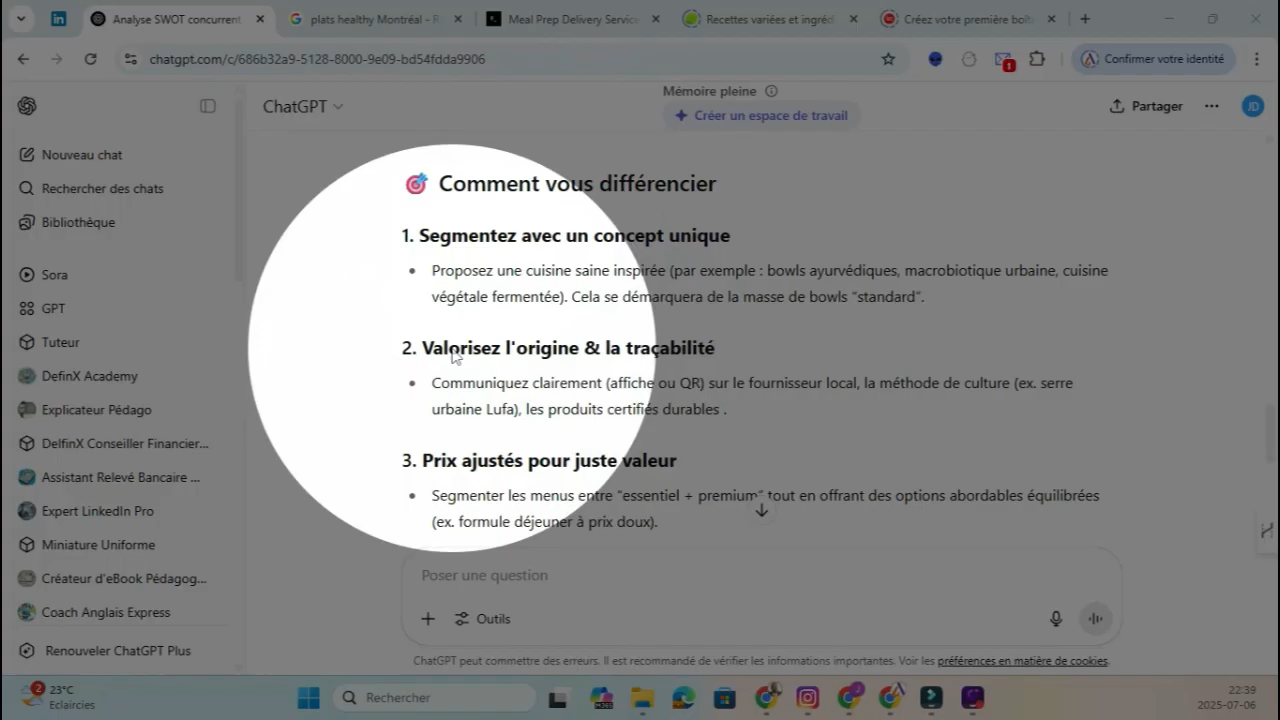 Analyse SWOT concurrent
plats healthy Montréal - R
Meal Prep Delivery Service
Recettes variées et ingréd
Créez votre première boît
chatgpt.com/c/686b32a9-5128-8000-9e09-bd54fdda9906
1
Confirmer votre identité
ChatGPT
Mémoire pleine
Créer un espace de travail
Partager
JD
Nouveau chat
Rechercher des chats
Bibliothèque
Sora
GPT
Tuteur
DefinX Academy
Explicateur Pédago
DelfinX Conseiller Financier...
Assistant Relevé Bancaire ...
Expert LinkedIn Pro
Miniature Uniforme
Créateur d'eBook Pédagog...
Coach Anglais Express
Renouveler ChatGPT Plus
Comment vous différencier
1. Segmentez avec un concept unique
Proposez une cuisine saine inspirée (par exemple : bowls ayurvédiques, macrobiotique urbaine, cuisine
végétale fermentée). Cela se démarquera de la masse de bowls “standard”.
2. Valorisez l'origine & la traçabilité
Communiquez clairement (affiche ou QR) sur le fournisseur local, la méthode de culture (ex. serre
urbaine Lufa), les produits certifiés durables .
3. Prix ajustés pour juste valeur
Segmenter les menus entre “essentiel + premium” tout en offrant des options abordables équilibrées
(ex. formule déjeuner à prix doux).
Poser une question
Outils
ChatGPT peut commettre des erreurs. Il est recommandé de vérifier les informations importantes. Voir les préférences en matière de cookies.
2
23°C
Eclaircies
Rechercher
22:39
2025-07-06